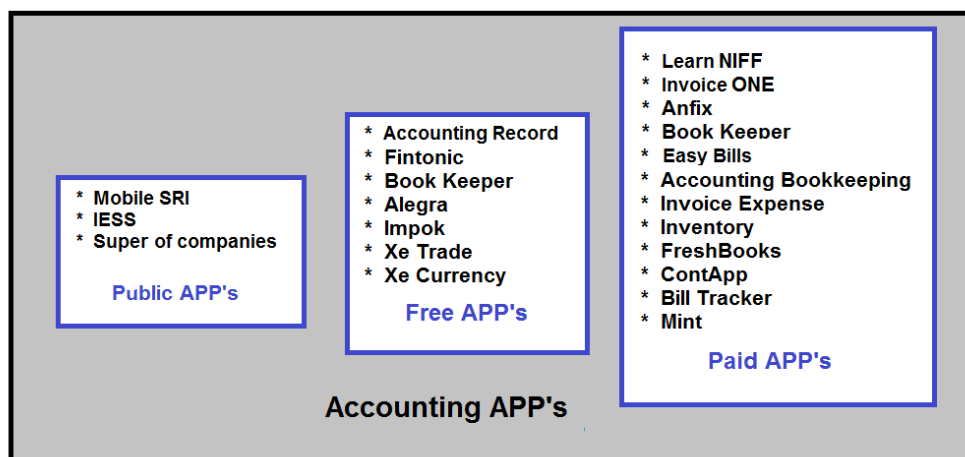 * Mobile SRI
* IESS
* Super of companies
Public APP's
* Accounting Record
* Fintonic
* Book Keeper
* Alegra
* Impok
* Xe Trade
* Xe Currency
Free APP's
* Learn NIFF
* Invoice ONE
* Anfix
* Book Keeper
* Easy Bills
* Accounting Bookkeeping
* Invoice Expense
* Inventory
* FreshBooks
* ContApp
* Bill Tracker
* Mint
Paid APP's
Accounting APP's